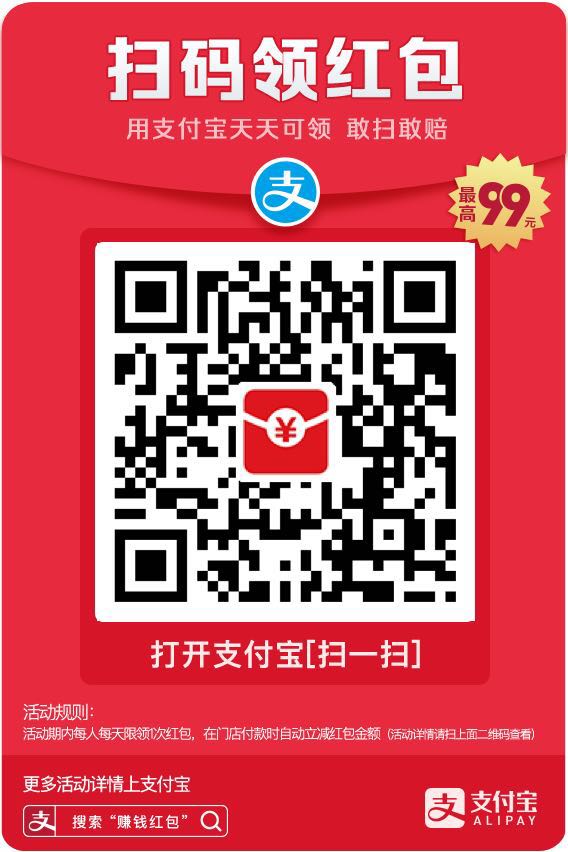 扫码领红包
用支付宝天天可领 敢扫敢赔
支
最高99元
¥
打开支付宝[扫一扫]
活动规则：
活动期内每人每天限领1次红包，在门店付款时自动立减红包金额（活动详情请扫上面二维码查看）
更多活动详情上支付宝
支 搜索“赚钱红包”
支 支付宝
ALIPAY